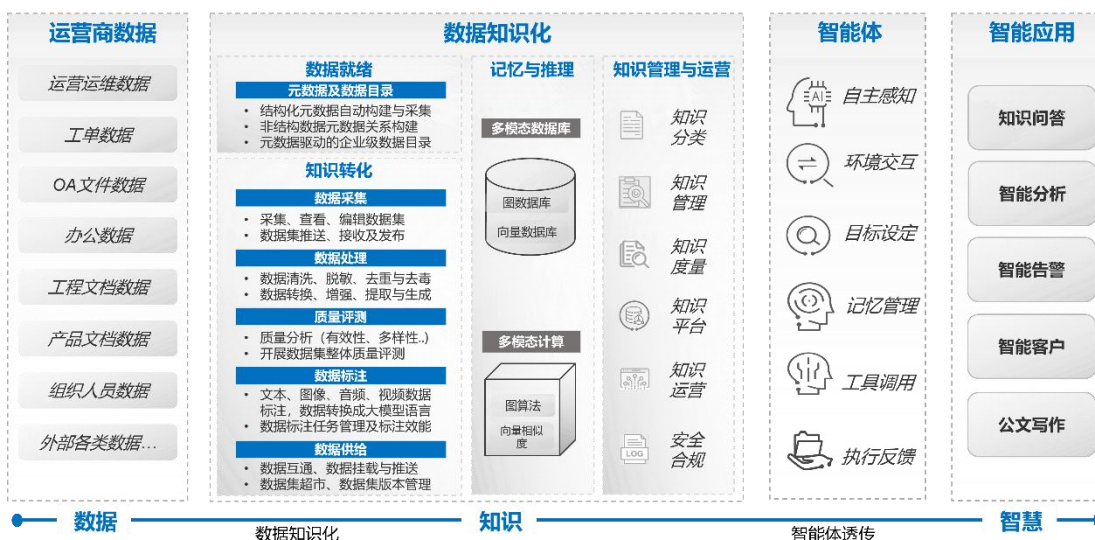 运营商数据
运营运维数据
工单数据
OA文件数据
办公数据
工程文档数据
产品文档数据
组织人员数据
外部各类数据...
数据知识化
数据就绪
元数据及数据目录
• 结构化元数据自动构建与采集
• 非结构数据元数据关系构建
• 元数据驱动的企业级数据目录
知识转化
数据采集
• 采集、查看、编辑数据集
• 数据集推送、接收及发布
数据处理
• 数据清洗、脱敏、去重与去毒
• 数据转换、增强、提取与生成
质量评测
• 质量分析（有效性、多样性..）
• 开展数据集整体质量评测
数据标注
• 文本、图像、音频、视频数据
标注，数据转换成大模型语言
• 数据标注任务管理及标注效能
数据供给
• 数据互通、数据挂载与推送
• 数据集超市、数据集版本管理
记忆与推理
多模态数据库
图数据库
向量数据库
多模态计算
图算法
向量相似
度
知识管理与运营
知识
分类
知识
管理
知识
度量
知识
平台
知识
运营
LOG
安全
合规
智能体
AI
自主感知
环境交互
目标设定
记忆管理
工具调用
执行反馈
智能应用
知识问答
智能分析
智能告警
智能客户
公文写作
数据
数据知识化
知识
智能体透传
智慧